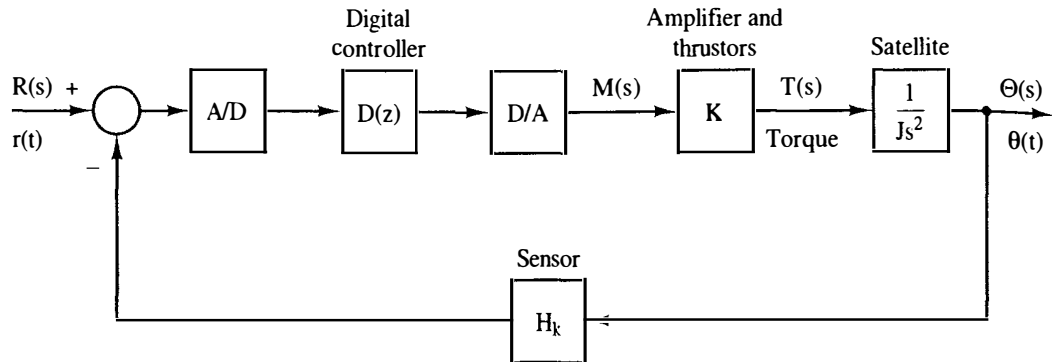 Digital
controller
Amplifier and
thrustors
Satellite
R(s) +
r(t)
−
A/D
D(z)
D/A
M(s)
K
T(s)
Torque
1
Js²
Θ(s)
θ(t)
Sensor
Hₖ